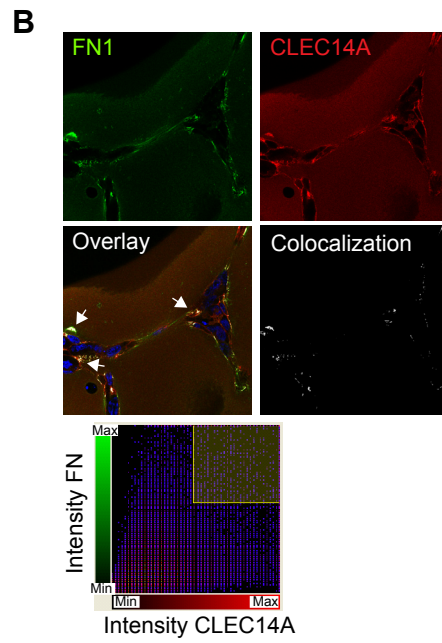 B
FN1 CLEC14A
Overlay Colocalization
Max
Intensity FN
Min
Min Max
Intensity CLEC14A